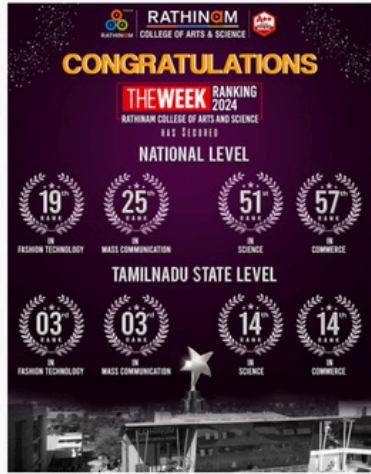 RATHINAM
RATHINAM
COLLEGE OF ARTS & SCIENCE
A++
CONGRATULATIONS
THE WEEK RANKING 2024
RATHINAM COLLEGE OF ARTS AND SCIENCE
HAS SECURED
NATIONAL LEVEL
19th 25th 51st 57th
RANK RANK RANK RANK
IN IN IN IN
FASHION TECHNOLOGY MASS COMMUNICATION SCIENCE COMMERCE
TAMILNADU STATE LEVEL
03rd 03rd 14th 14th
RANK RANK RANK RANK
IN IN IN IN
FASHION TECHNOLOGY MASS COMMUNICATION SCIENCE COMMERCE